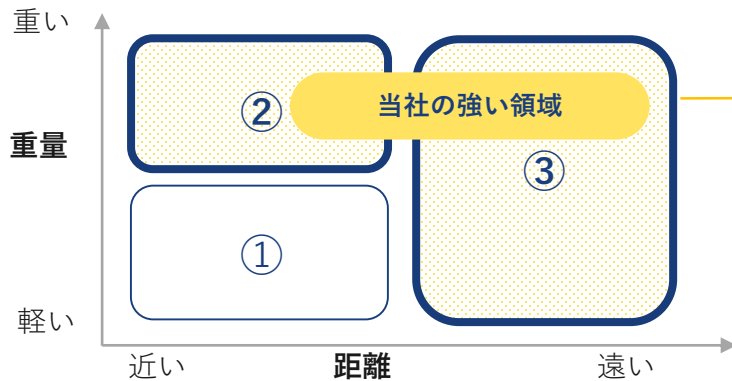 重い
② 当社の強い領域
重量
③
①
軽い
近い 距離 遠い